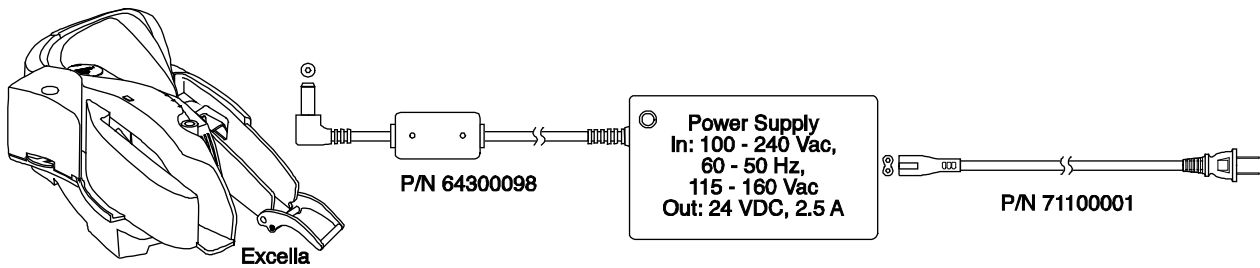 Excella
P/N 64300098
Power Supply
In: 100 - 240 Vac,
60 - 50 Hz,
115 - 160 Vac
Out: 24 VDC, 2.5 A
P/N 71100001